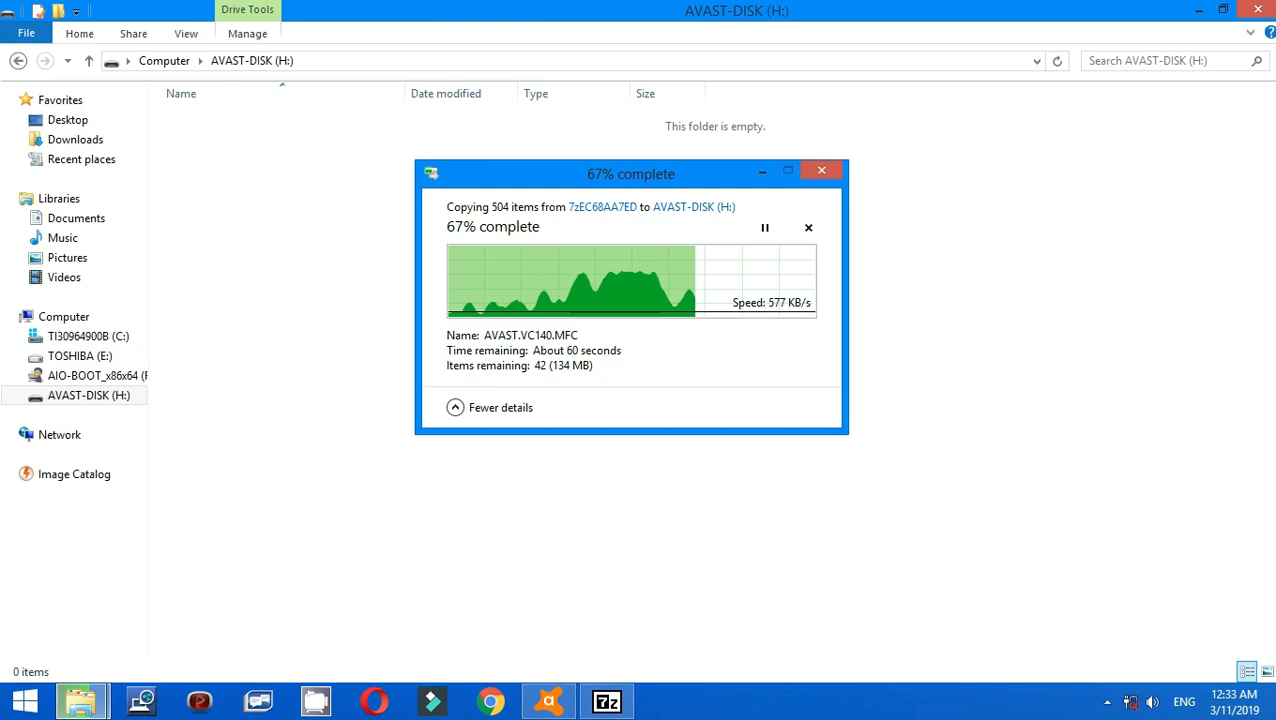 Drive Tools
AVAST-DISK (H:)
File Home Share View Manage
Computer AVAST-DISK (H:)
Search AVAST-DISK (H:)
Name Date modified Type Size
This folder is empty.
Favorites
Desktop
Downloads
Recent places
Libraries
Documents
Music
Pictures
Videos
Computer
TI30964900B (C:)
TOSHIBA (E:)
AIO-BOOT_x86x64 (F
AVAST-DISK (H:)
Network
Image Catalog
67% complete
Copying 504 items from 7zEC68AA7ED to AVAST-DISK (H:)
67% complete
Speed: 577 KB/s
Name: AVAST.VC140.MFC
Time remaining: About 60 seconds
Items remaining: 42 (134 MB)
Fewer details
0 items
7z
ENG
12:33 AM
3/11/2019